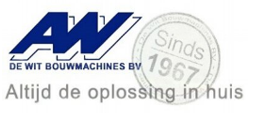 AW
DE WIT BOUWMACHINES BV
Sinds
1967
Altijd de oplossing in huis